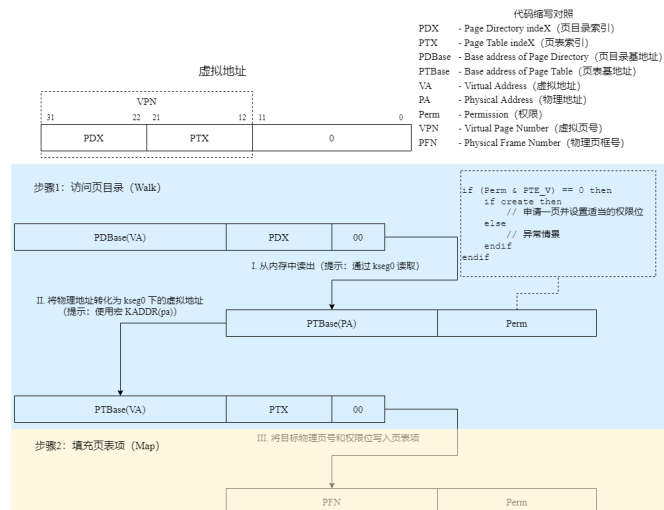 代码缩写对照
PDX - Page Directory indeX（页目录索引）
PTX - Page Table indeX（页表索引）
PDBase - Base address of Page Directory（页目录基地址）
PTBase - Base address of Page Table（页表基地址）
VA - Virtual Address（虚拟地址）
PA - Physical Address（物理地址）
Perm - Permission（权限）
VPN - Virtual Page Number（虚拟页号）
PFN - Physical Frame Number（物理页框号）
虚拟地址
VPN
31 22 21 12 11 0
PDX PTX 0
步骤1：访问页目录（Walk）
if (Perm & PTE_V) == 0 then
if create then
// 申请一页并设置适当的权限位
else
// 异常情景
endif
endif
PDBase(VA) PDX 00
I. 从内存中读出（提示：通过 kseg0 读取）
II. 将物理地址转化为 kseg0 下的虚拟地址
（提示：使用宏 KADDR(pa)）
PTBase(PA) Perm
PTBase(VA) PTX 00
步骤2：填充页表项（Map）
III. 将目标物理页号和权限位写入页表项
PFN Perm